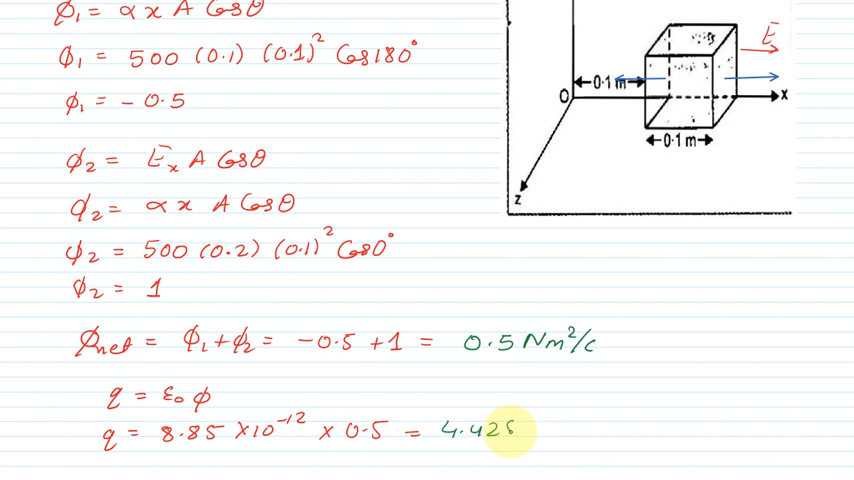 ϕ₁ = αx A Cosθ
ϕ₁ = 500 (0.1) (0.1)² Cos180°
ϕ₁ = - 0.5
ϕ₂ = Eₓ A Cosθ
ϕ₂ = αx A Cosθ
ϕ₂ = 500 (0.2) (0.1)² Cos0°
ϕ₂ = 1
ϕnet = ϕ₁+ϕ₂ = -0.5 +1 = 0.5 Nm²/c
q = ε₀ ϕ
q = 8.85 ×10⁻¹² × 0.5 = 4.425
E
0.1 m
O
x
0.1 m
z